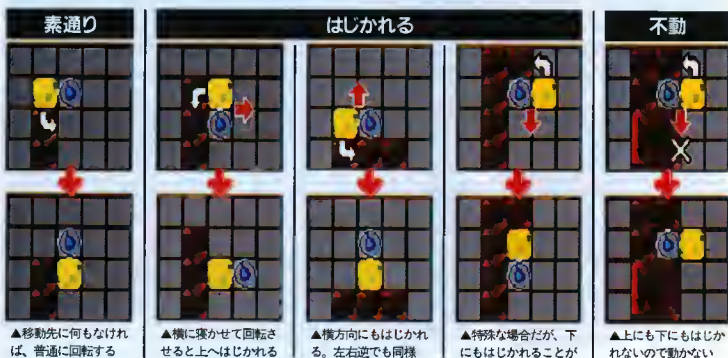 素通り
はじかれる
不動
▲移動先に何もなけれ
ば、普通に回転する
▲横に寝かせて回転さ
せると上へはじかれる
▲横方向にもはじかれ
る。左右逆でも同様
▲特殊な場合だが、下
にもはじかれることが
▲上にも下にもはじか
れないので動かない